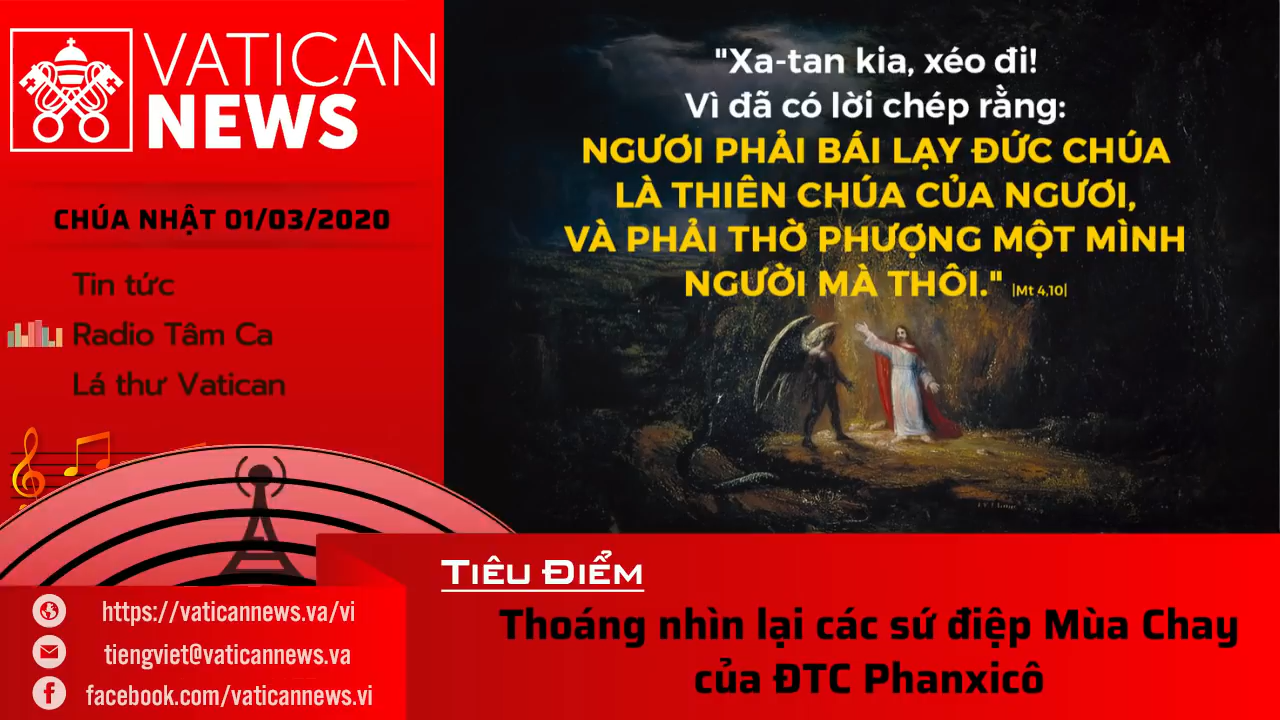 VATICAN
NEWS
CHÚA NHẬT 01/03/2020
Tin tức
Radio Tâm Ca
Lá thư Vatican
"Xa-tan kia, xéo đi!
Vì đã có lời chép rằng:
NGƯƠI PHẢI BÁI LẠY ĐỨC CHÚA
LÀ THIÊN CHÚA CỦA NGƯƠI,
VÀ PHẢI THỜ PHƯỢNG MỘT MÌNH
NGƯỜI MÀ THÔI." |Mt 4,10|
TIÊU ĐIỂM
Thoáng nhìn lại các sứ điệp Mùa Chay
của ĐTC Phanxicô
https://vaticannews.va/vi
tiengviet@vaticannews.va
facebook.com/vaticannews.vi